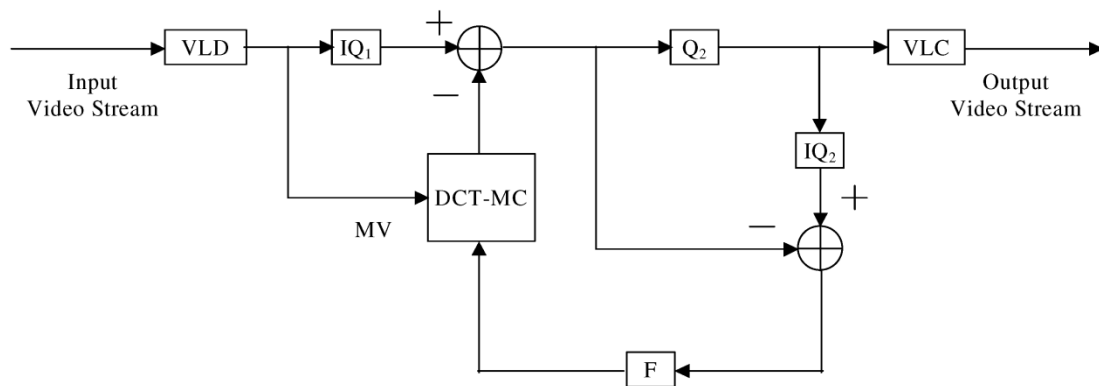 VLD
IQ₁
+
Q₂
VLC
Input
Video Stream
Output
Video Stream
−
IQ₂
DCT-MC
+
MV
−
F